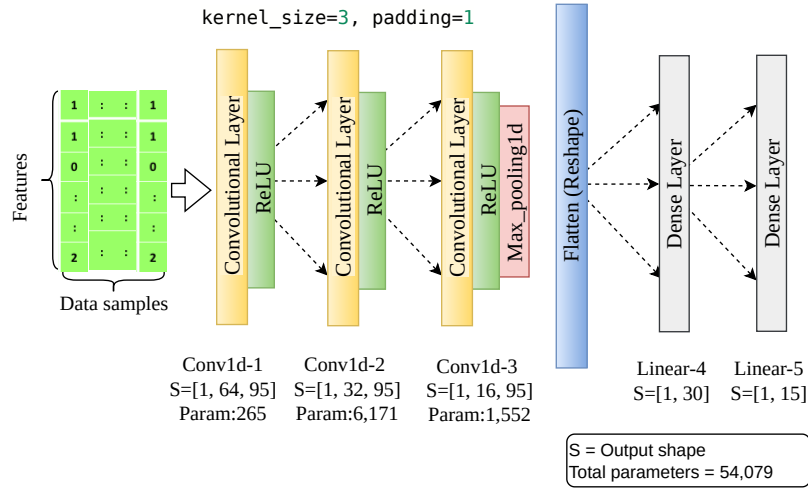 kernel_size=3, padding=1
Features
1 : : 1
1 : : 1
0 : : 0
: : : :
: : : :
2 : : 2
Data samples
Convolutional Layer
ReLU
Convolutional Layer
ReLU
Convolutional Layer
ReLU
Max_pooling1d
Flatten (Reshape)
Dense Layer
Dense Layer
Conv1d-1
S=[1, 64, 95]
Param:265
Conv1d-2
S=[1, 32, 95]
Param:6,171
Conv1d-3
S=[1, 16, 95]
Param:1,552
Linear-4
S=[1, 30]
Linear-5
S=[1, 15]
S = Output shape
Total parameters = 54,079